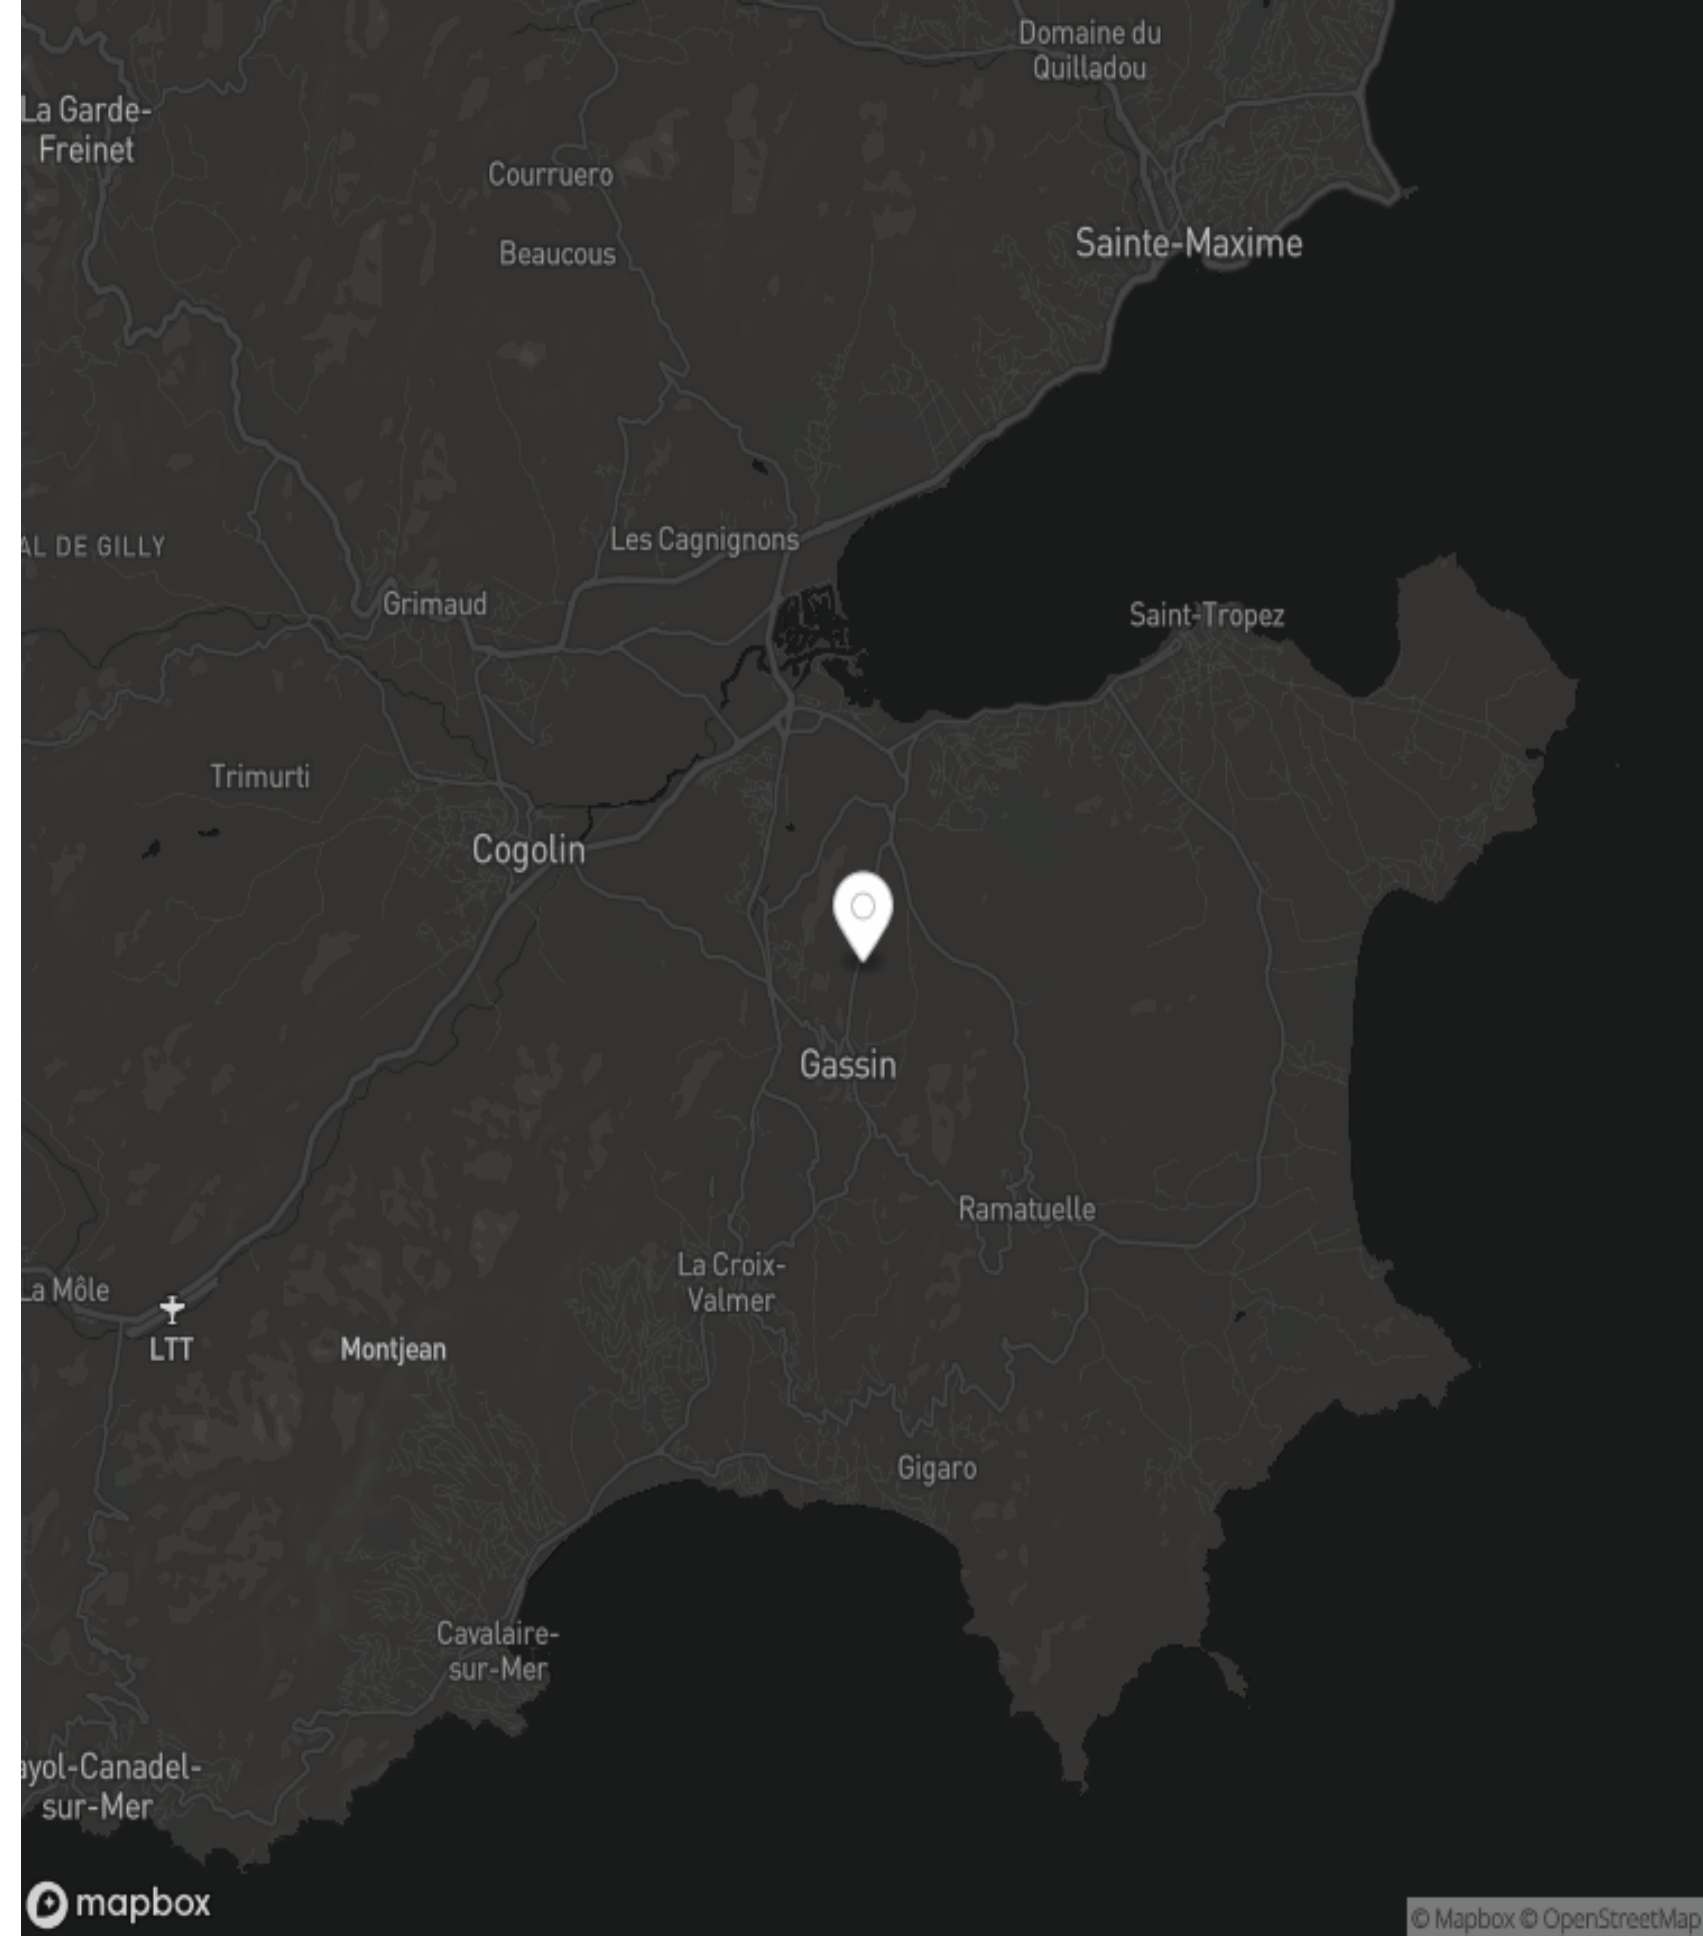 Domaine du
Quilladou
La Garde-
Freinet
Courruero
Beaucous
Sainte-Maxime
Les Cagnignons
AL DE GILLY
Grimaud
Saint-Tropez
Trimurti
Cogolin
Gassin
Ramatuelle
La Croix-
Valmer
La Môle
LTT
Montjean
Gigaro
Cavalaire-
sur-Mer
ayol-Canadel-
sur-Mer
mapbox
© Mapbox © OpenStreetMap